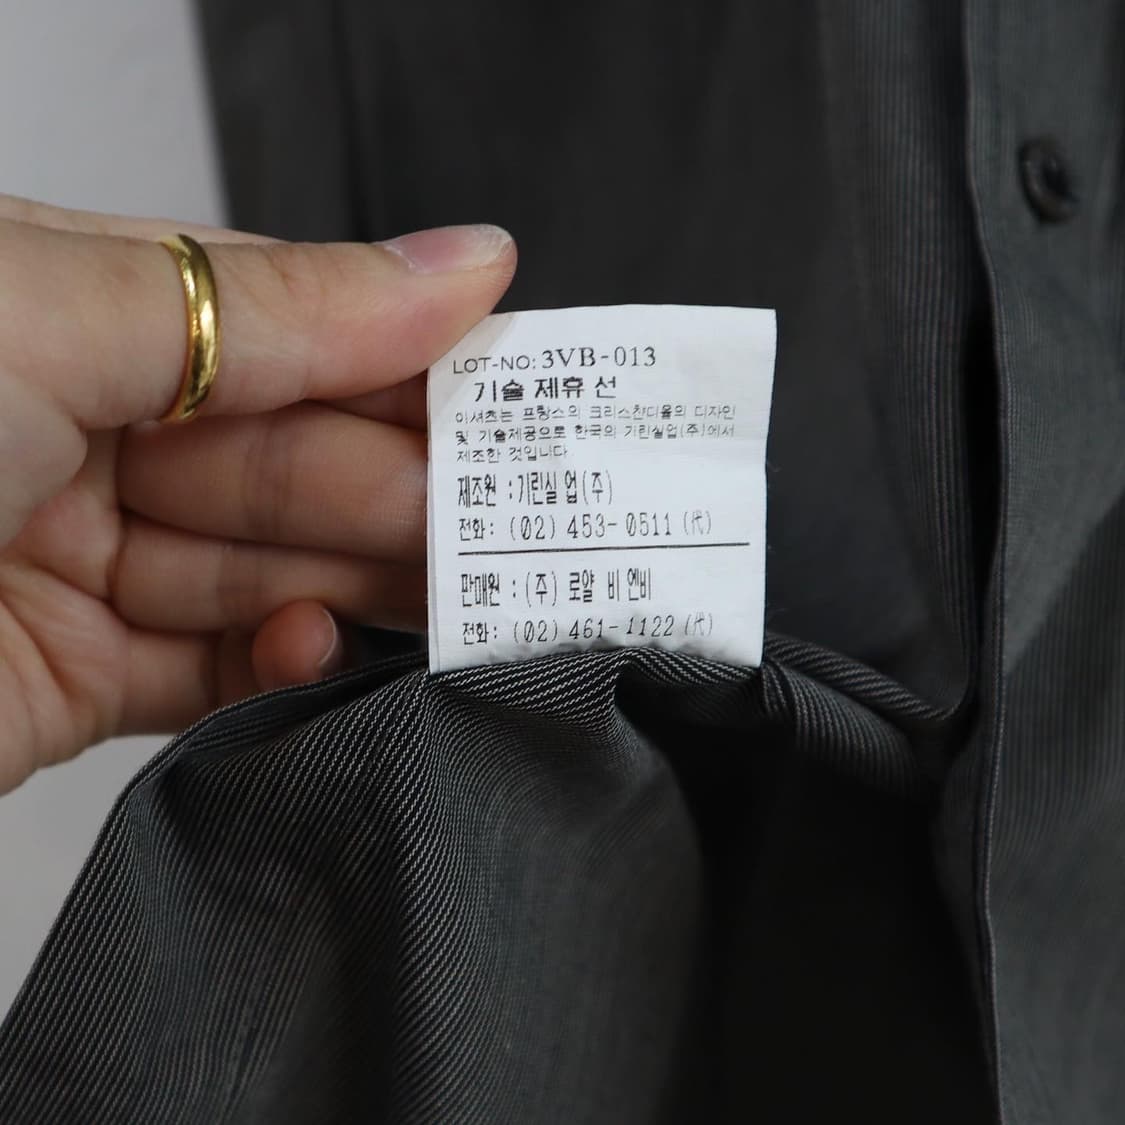 LOT-NO: 3VB-013
기술 제휴 선
이셔츠는 프랑스의 크리스챤디올의 디자인
및 기술제공으로 한국의 기린실업(주)에서
제조한 것입니다
제조원 : 기린실업(주)
전화: (02) 453-0511 (代)
판매원 : (주) 로얄 비 엔비
전화: (02) 461-1122 (代)